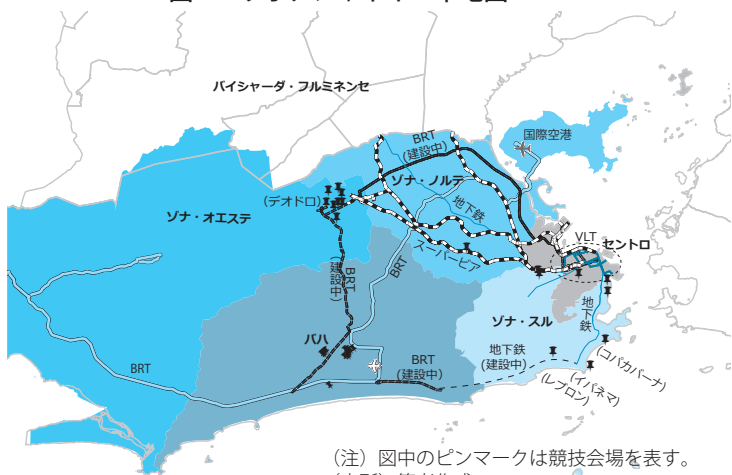 バイシャーダ・フルミネンセ
国際空港
BRT
(建設中)
ゾナ・ノルテ
(デオドロ)
地下鉄
ゾナ・オエステ
VLT
セントロ
スーパービア
BRT
(建設中)
BRT
地下鉄
ゾナ・スル
バハ
地下鉄
(建設中)
(コパカバーナ)
BRT
BRT
(建設中)
(イパネマ)
(レブロン)
(注）図中のピンマークは競技会場を表す。